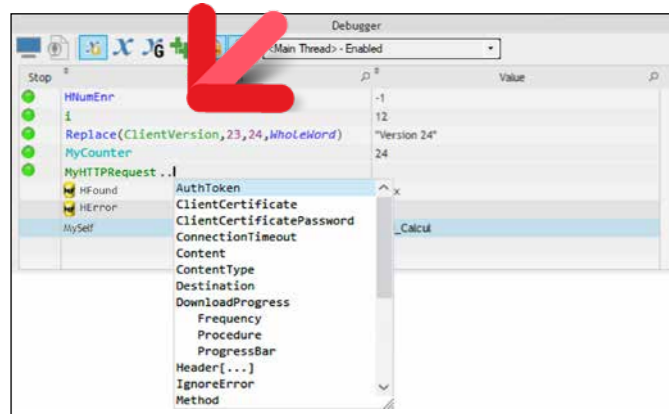 Debugger
<Main Thread> - Enabled
Stop Value
HNumEnr -1
i 12
Replace(ClientVersion,23,24,WholeWord) "Version 24"
MyCounter 24
MyHTTPRequest..
HFound x
HError
MySelf _Calcul
AuthToken
ClientCertificate
ClientCertificatePassword
ConnectionTimeout
Content
ContentType
Destination
DownloadProgress
Frequency
Procedure
ProgressBar
Header[...]
IgnoreError
Method